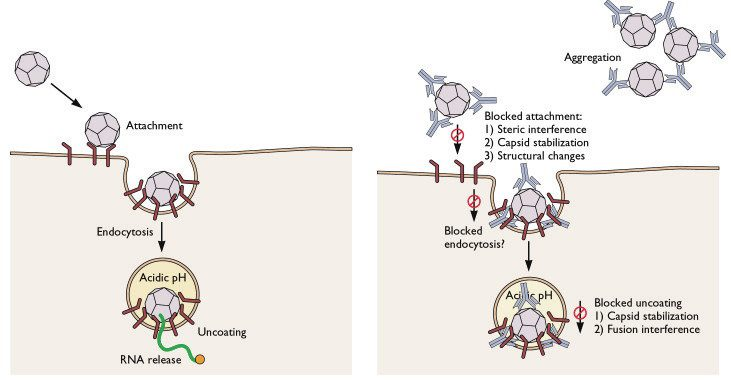 Attachment
Endocytosis
Acidic pH
Uncoating
RNA release
Aggregation
Blocked attachment:
1) Steric interference
2) Capsid stabilization
3) Structural changes
Blocked
endocytosis?
Acidic pH
Blocked uncoating
1) Capsid stabilization
2) Fusion interference